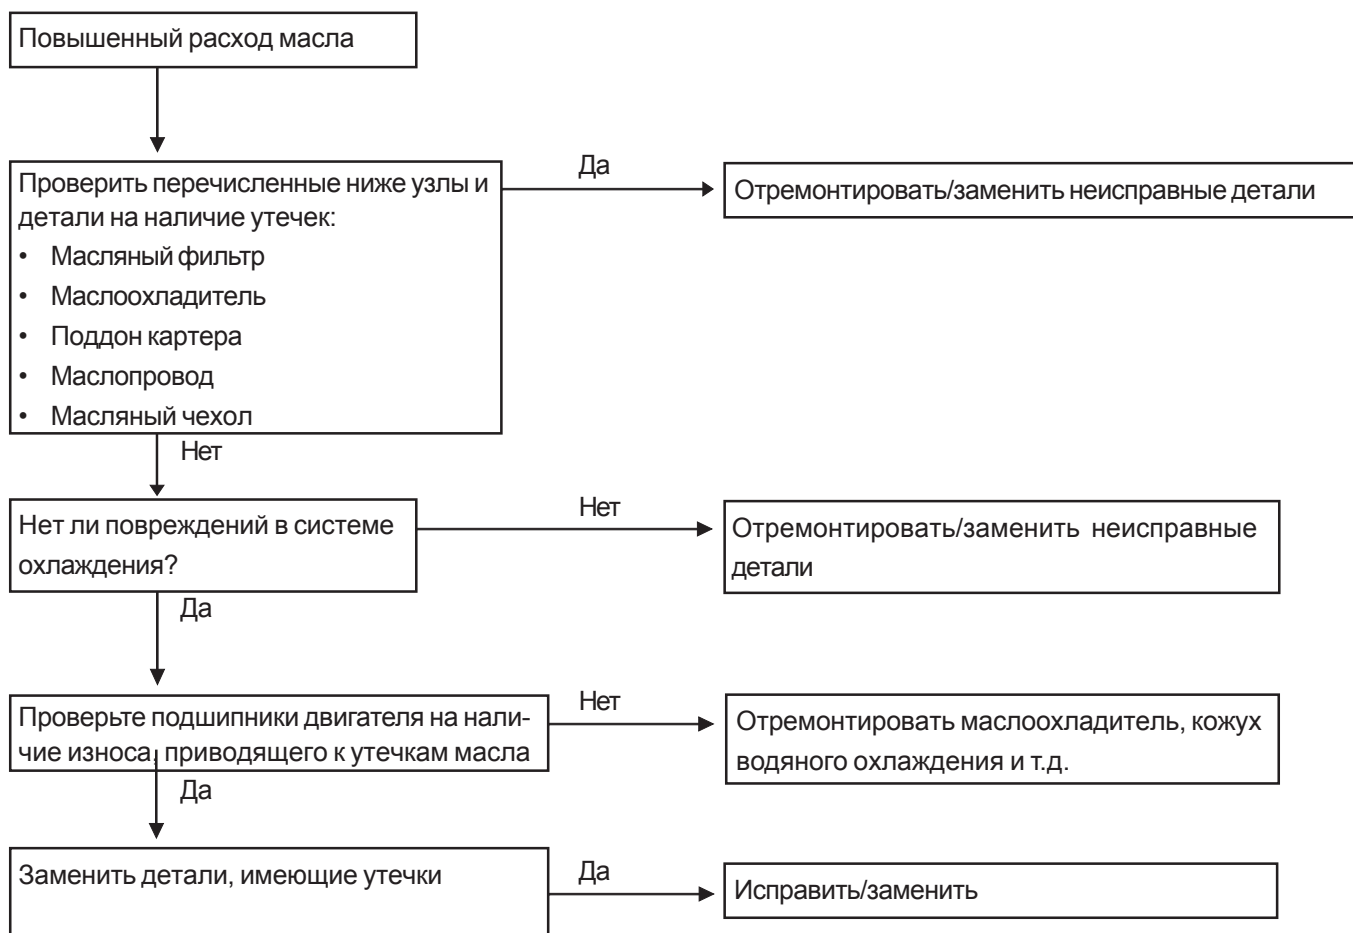 Повышенный расход масла
Да
Проверить перечисленные ниже узлы и
детали на наличие утечек:
• Масляный фильтр
• Маслоохладитель
• Поддон картера
• Маслопровод
• Масляный чехол
Отремонтировать/заменить неисправные детали
Нет
Нет ли повреждений в системе
охлаждения?
Нет
Отремонтировать/заменить неисправные
детали
Да
Проверьте подшипники двигателя на нали-
чие износа, приводящего к утечкам масла
Нет
Отремонтировать маслоохладитель, кожух
водяного охлаждения и т.д.
Да
Заменить детали, имеющие утечки
Да
Исправить/заменить